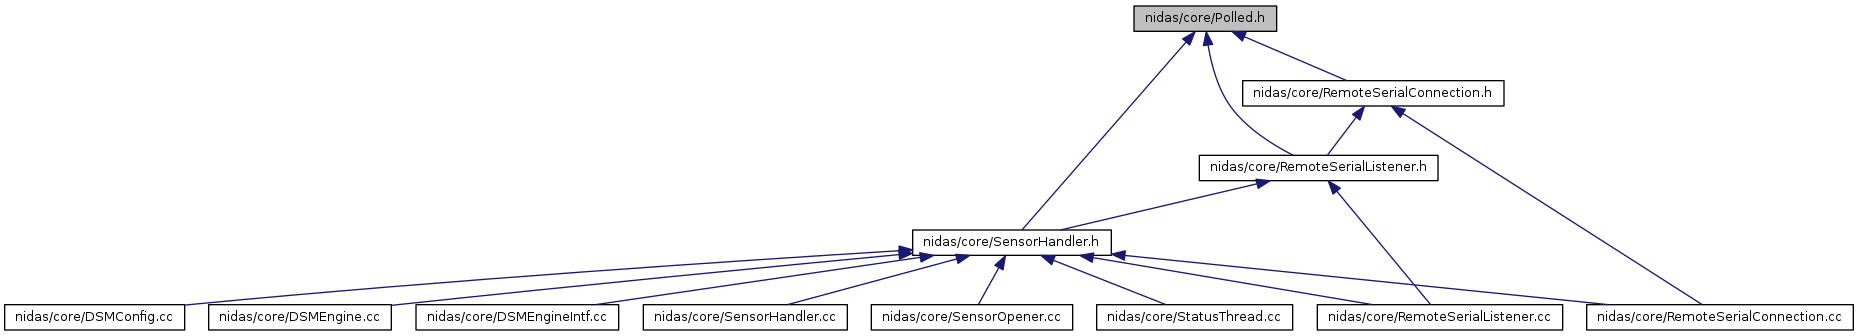 nidas/core/Polled.h
nidas/core/RemoteSerialConnection.h
nidas/core/RemoteSerialListener.h
nidas/core/SensorHandler.h
nidas/core/DSMConfig.cc
nidas/core/DSMEngine.cc
nidas/core/DSMEngineIntf.cc
nidas/core/SensorHandler.cc
nidas/core/SensorOpener.cc
nidas/core/StatusThread.cc
nidas/core/RemoteSerialListener.cc
nidas/core/RemoteSerialConnection.cc